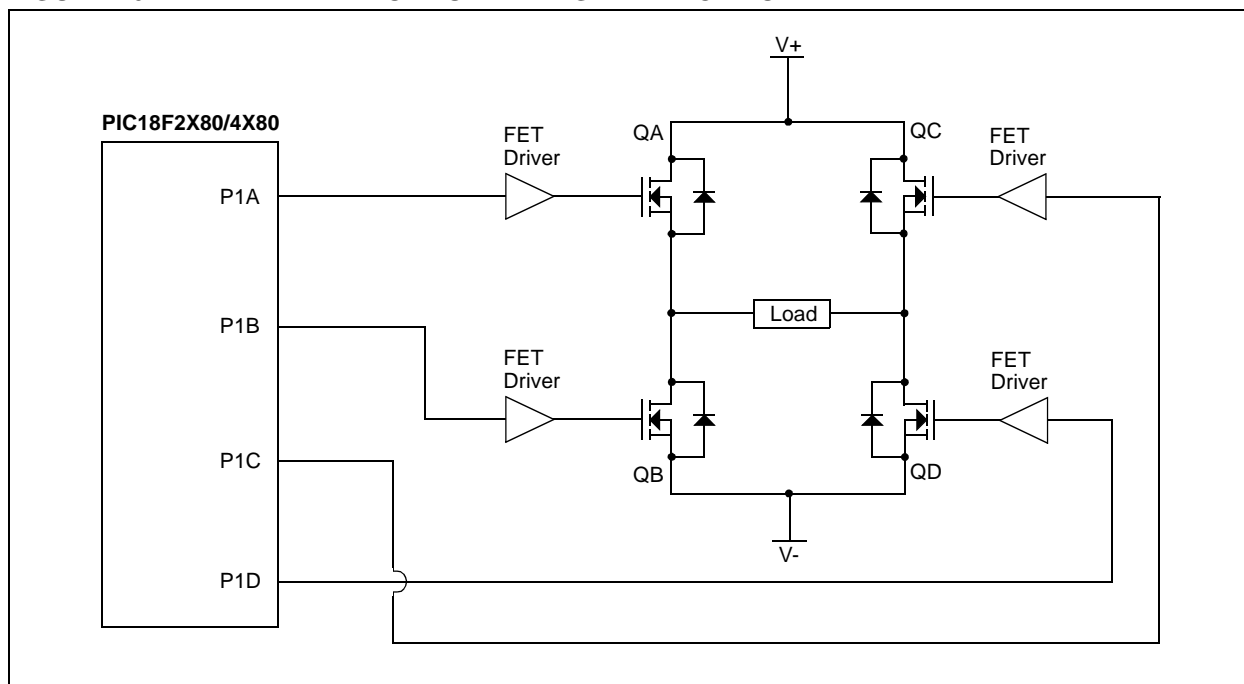 PIC18F2X80/4X80
P1A
P1B
P1C
P1D
FET
Driver
FET
Driver
QA
QB
V+
Load
V-
QC
QD
FET
Driver
FET
Driver